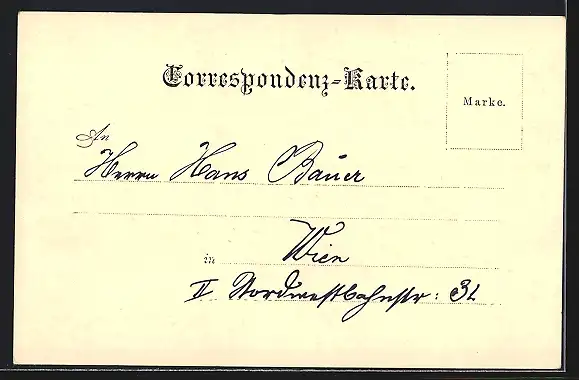 Correspondenz-Karte.
Marke.
An
Herrn Hans Bauer
in Wien
II Nordwestbahnstr: 31